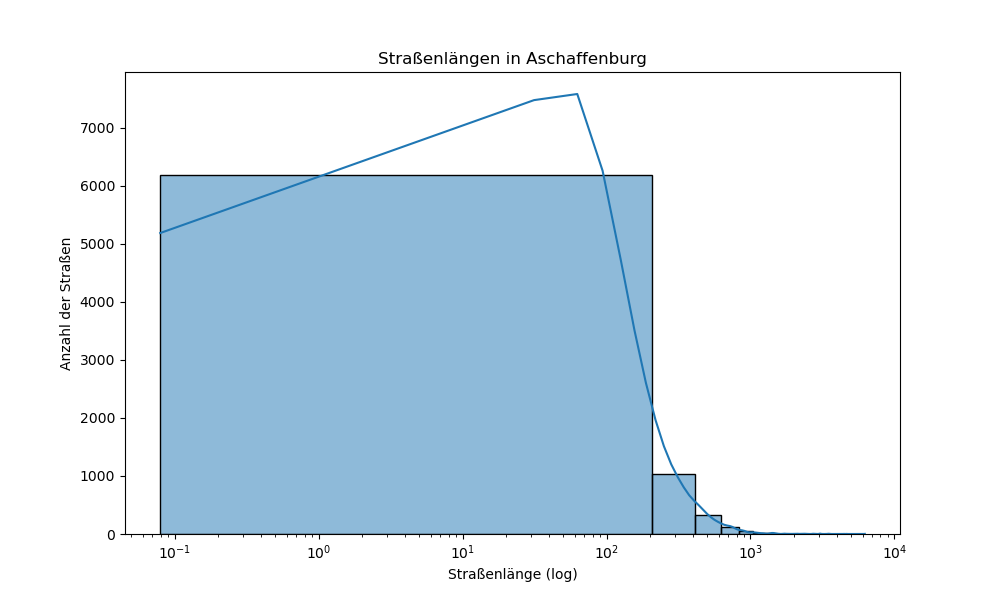 Straßenlängen in Aschaffenburg
Anzahl der Straßen
7000
6000
5000
4000
3000
2000
1000
0
10⁻¹ 10⁰ 10¹ 10² 10³ 10⁴
Straßenlänge (log)